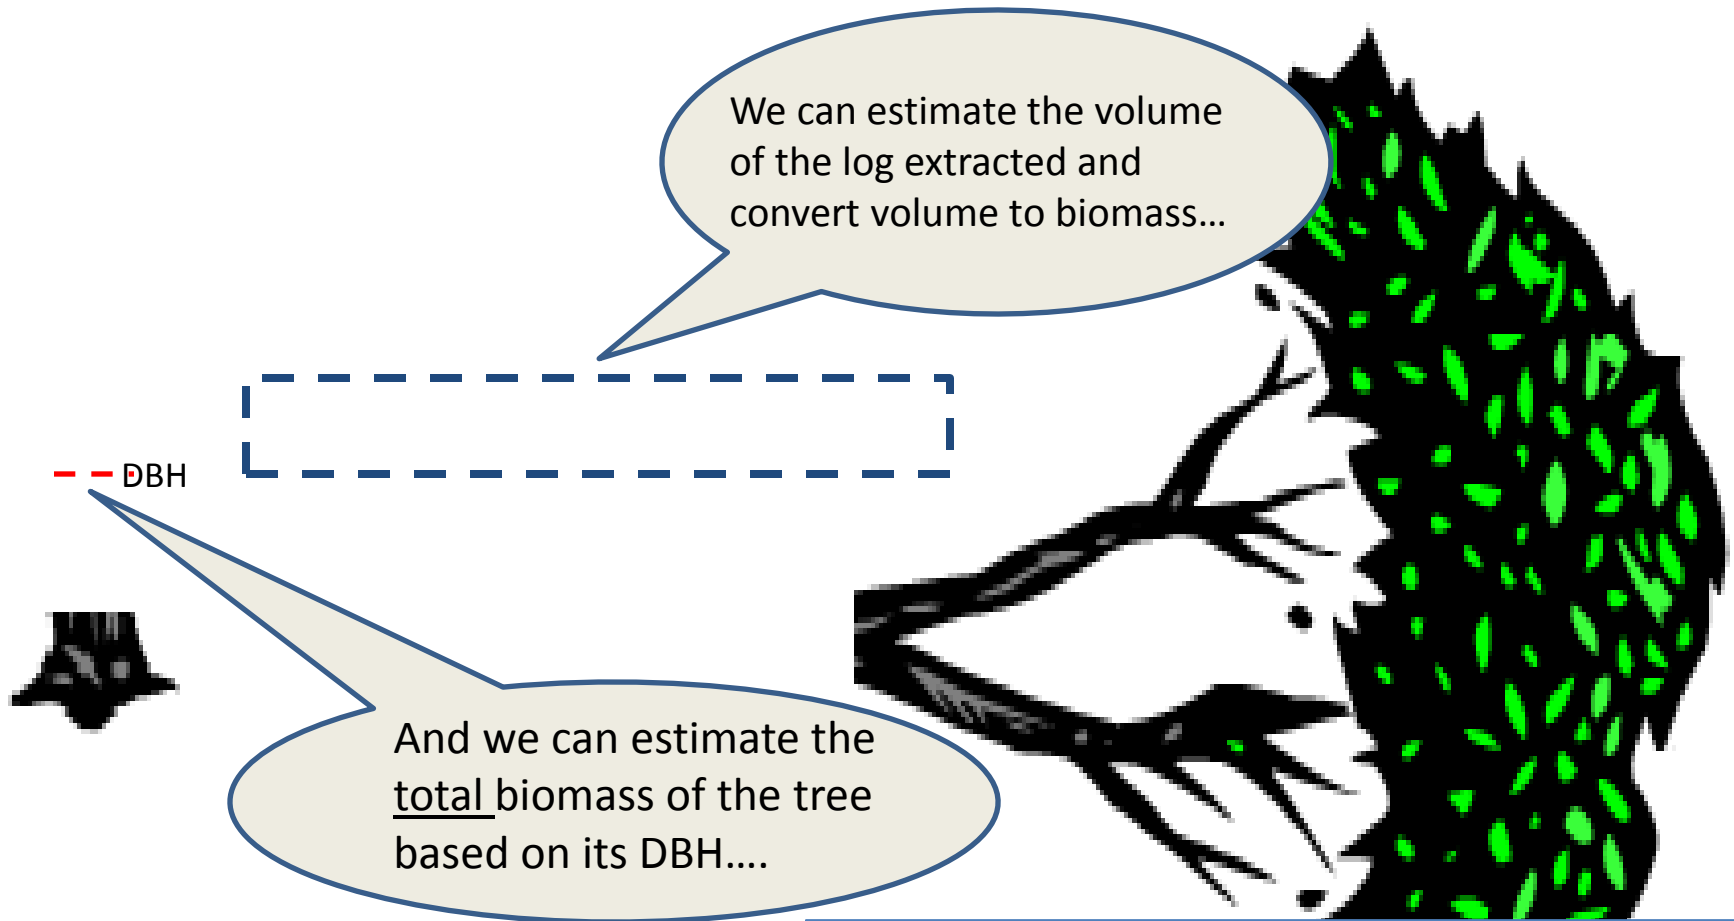 We can estimate the volume
of the log extracted and
convert volume to biomass…
DBH
And we can estimate the
total biomass of the tree
based on its DBH….